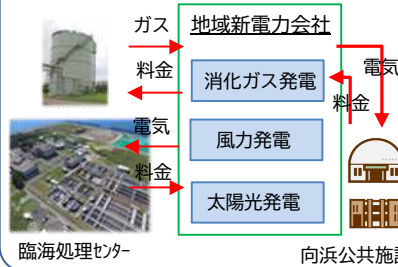 ガス
地域新電力会社
料金
消化ガス発電
電気
料金
電気
風力発電
料金
太陽光発電
臨海処理センター
向浜公共施設